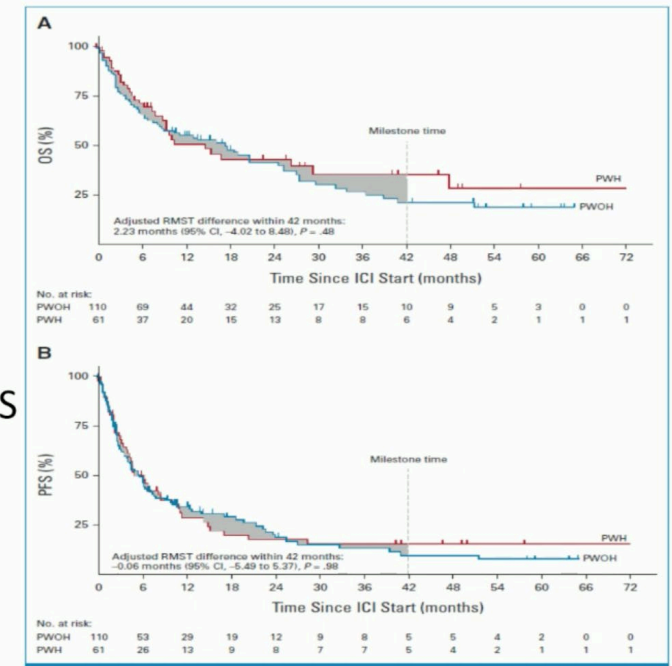 A
100
75
50
25
OS (%)
Milestone time
PWH
PWOH
Adjusted RMST difference within 42 months:
2.23 months (95% CI, –4.02 to 8.48), P = .48
0 6 12 18 24 30 36 42 48 54 60 66 72
Time Since ICI Start (months)
No. at risk:
PWOH 110 69 44 32 25 17 15 10 9 5 3 0 0
PWH 61 37 20 15 13 8 8 6 4 2 1 1 1
B
S
100
75
50
25
PFS (%)
Milestone time
PWH
PWOH
Adjusted RMST difference within 42 months:
–0.06 months (95% CI, –5.49 to 5.37), P = .98
0 6 12 18 24 30 33 42 48 54 60 66 72
Time Since ICI Start (months)
No. at risk:
PWOH 110 53 29 19 12 9 8 5 5 4 2 0 0
PWH 61 26 13 9 8 7 7 5 4 2 1 1 1